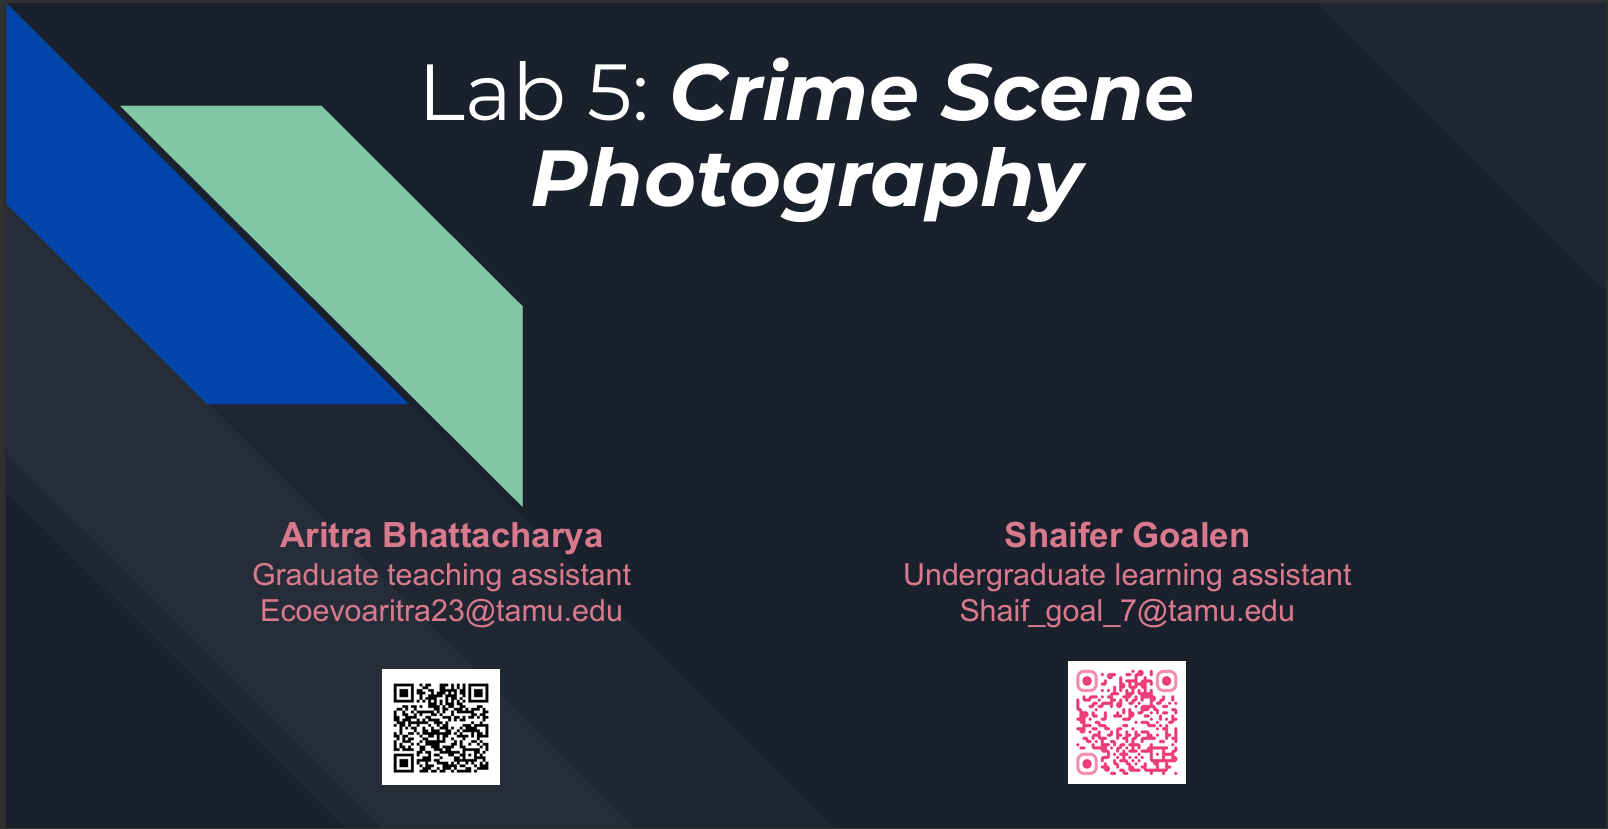 Lab 5: Crime Scene
Photography
Aritra Bhattacharya
Graduate teaching assistant
Ecoevoaritra23@tamu.edu
Shaifer Goalen
Undergraduate learning assistant
Shaif_goal_7@tamu.edu